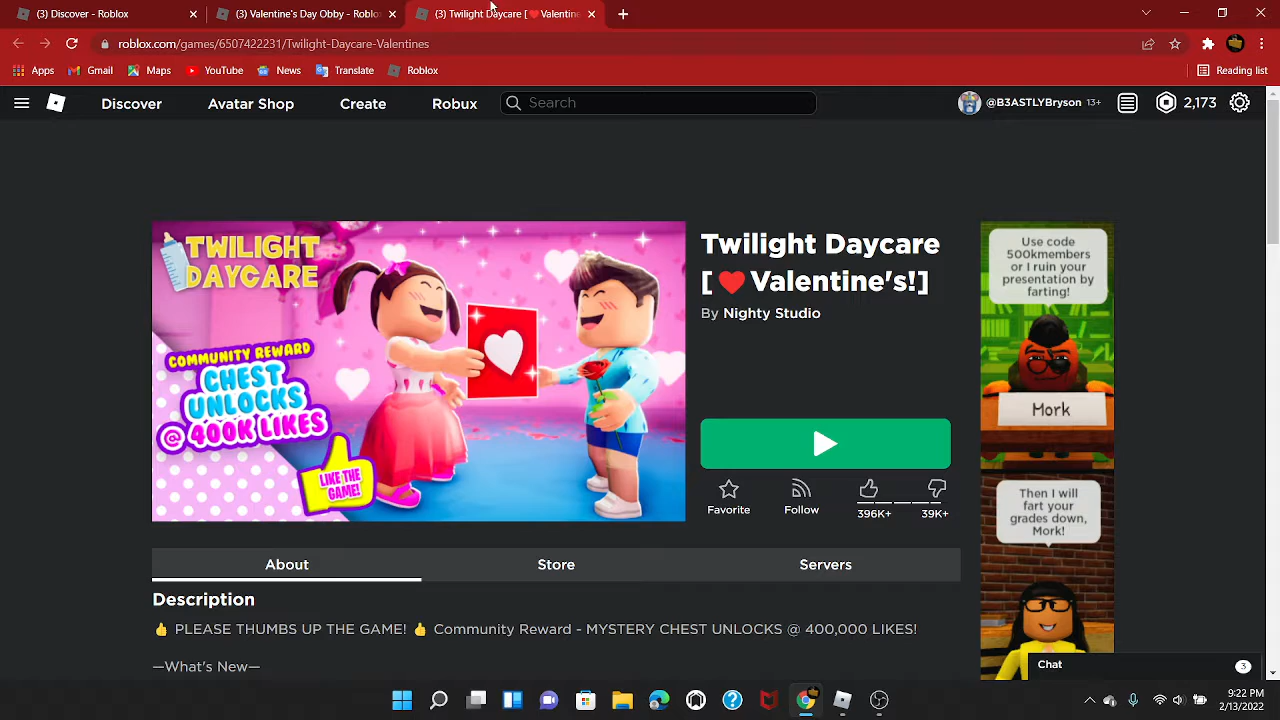 (3) Discover - Roblox
(3) Valentine's Day Obby - Roblox
(3) Twilight Daycare [❤ Valentine
roblox.com/games/6507422231/Twilight-Daycare-Valentines
Apps Gmail Maps YouTube News Translate Roblox Reading list
Discover Avatar Shop Create Robux Search @B3ASTLYBryson 13+ 2,173
TWILIGHT
DAYCARE
COMMUNITY REWARD
CHEST
UNLOCKS
@ 400K LIKES
LIKE THE
GAME!
Twilight Daycare
[ ❤ Valentine's!]
By Nighty Studio
Favorite Follow 396K+ 39K+
Use code
500kmembers
or I ruin your
presentation by
farting!
Mork
Then I will
fart your
grades down,
Mork!
About Store Servers
Description
👍 PLEASE THUMBS UP THE GAME! 👍 Community Reward - MYSTERY CHEST UNLOCKS @ 400,000 LIKES!
—What's New—
Chat 3
9:22 PM
2/13/2022